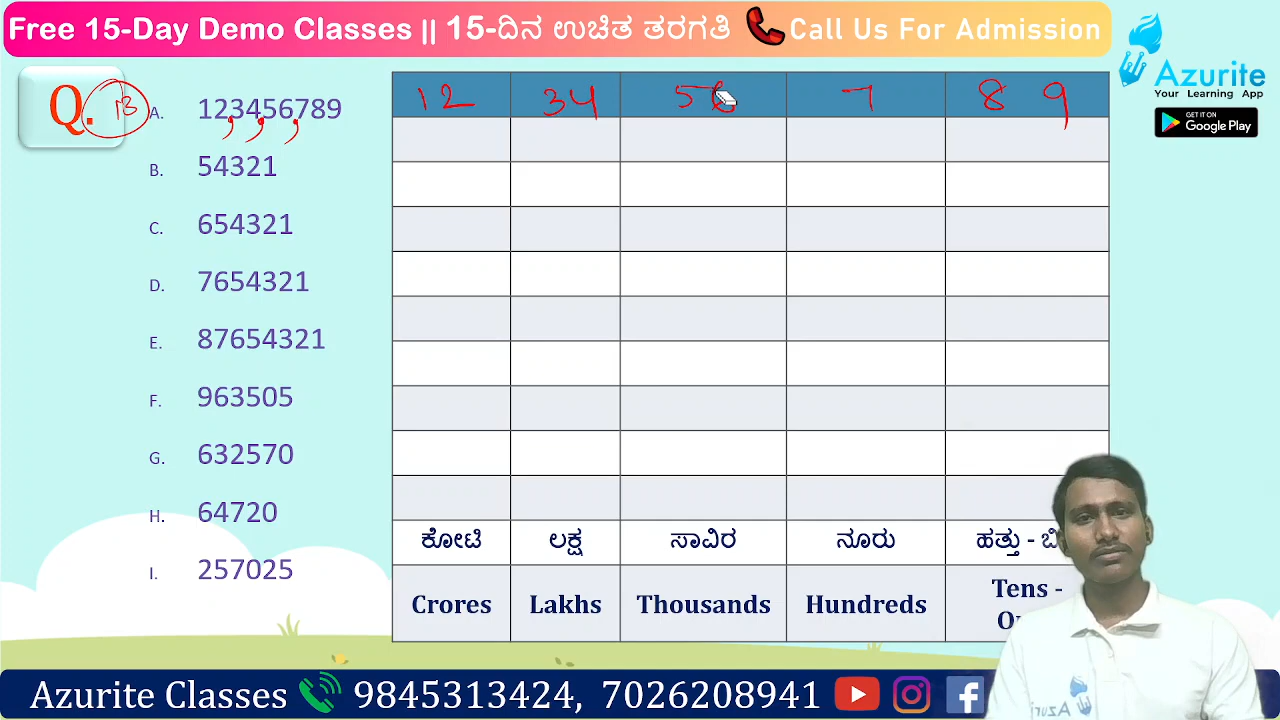 Free 15-Day Demo Classes || 15-ದಿನ ಉಚಿತ ತರಗತಿ Call Us For Admission
Azurite
Your Learning App
GET IT ON
Google Play
Q. 13
A. 123456789
B. 54321
C. 654321
D. 7654321
E. 87654321
F. 963505
G. 632570
H. 64720
I. 257025
12 34 56 7 8 9
ಕೋಟಿ ಲಕ್ಷ ಸಾವಿರ ನೂರು ಹತ್ತು -
Crores Lakhs Thousands Hundreds Tens -
Azurite Classes 9845313424, 7026208941